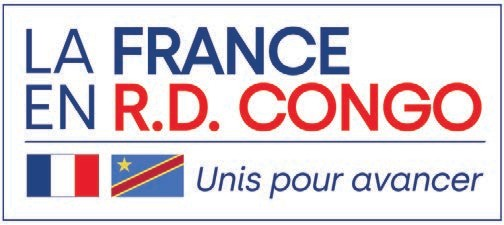 LA FRANCE
EN R.D. CONGO
Unis pour avancer